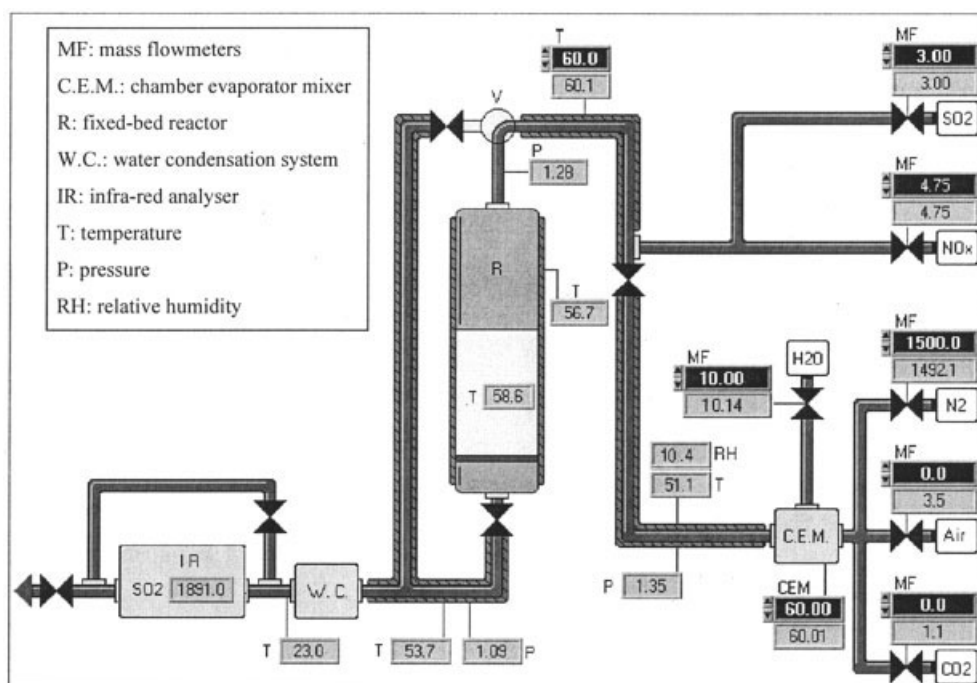 MF: mass flowmeters
C.E.M.: chamber evaporator mixer
R: fixed-bed reactor
W.C.: water condensation system
IR: infra-red analyser
T: temperature
P: pressure
RH: relative humidity
T
60.0
60.1
V
P
1.28
MF
3.00
3.00
SO2
MF
4.75
4.75
NOx
R
T
56.7
T 58.6
MF
1500.0
1492.1
N2
H2O
MF
10.00
10.14
10.4 RH
51.1 T
MF
0.0
3.5
Air
C.E.M.
P 1.35
CEM
60.00
60.01
MF
0.0
1.1
CO2
IR
SO2 1891.0
W.C.
T 23.0
T 53.7
1.09 P